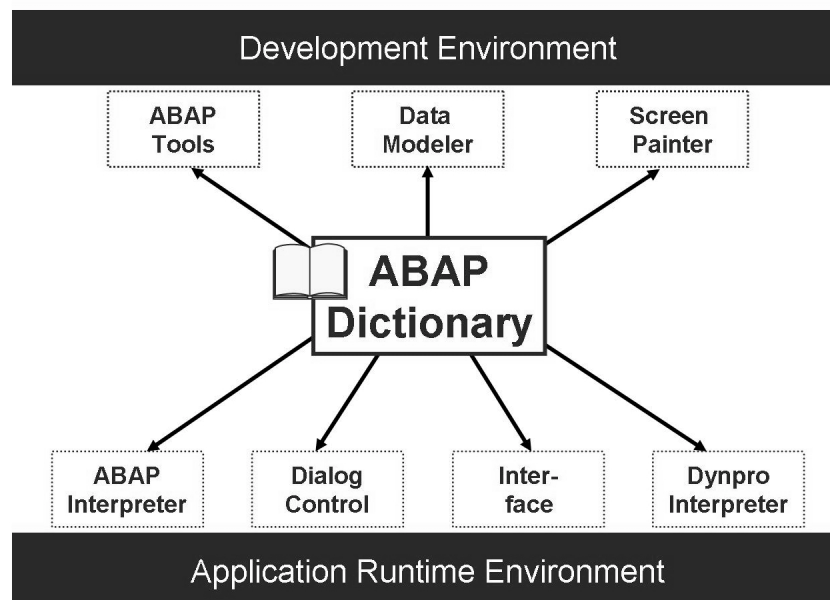 Development Environment
ABAP
Tools
Data
Modeler
Screen
Painter
ABAP
Dictionary
ABAP
Interpreter
Dialog
Control
Inter-
face
Dynpro
Interpreter
Application Runtime Environment